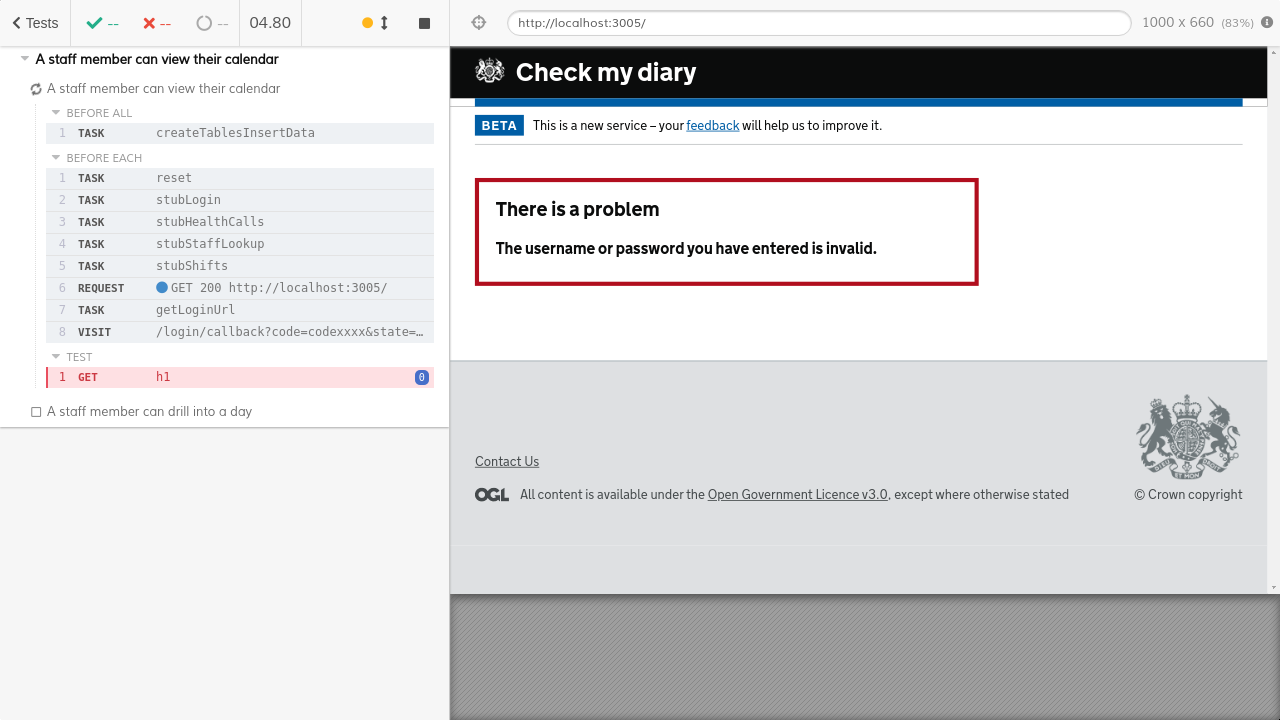 Tests
--
--
--
04.80
http://localhost:3005/
1000 x 660 (83%)
A staff member can view their calendar
A staff member can view their calendar
BEFORE ALL
1 TASK createTablesInsertData
BEFORE EACH
1 TASK reset
2 TASK stubLogin
3 TASK stubHealthCalls
4 TASK stubStaffLookup
5 TASK stubShifts
6 REQUEST GET 200 http://localhost:3005/
7 TASK getLoginUrl
8 VISIT /login/callback?code=codexxxx&state=…
TEST
1 GET h1 0
A staff member can drill into a day
Check my diary
BETA This is a new service – your feedback will help us to improve it.
There is a problem
The username or password you have entered is invalid.
Contact Us
OGL All content is available under the Open Government Licence v3.0, except where otherwise stated
© Crown copyright